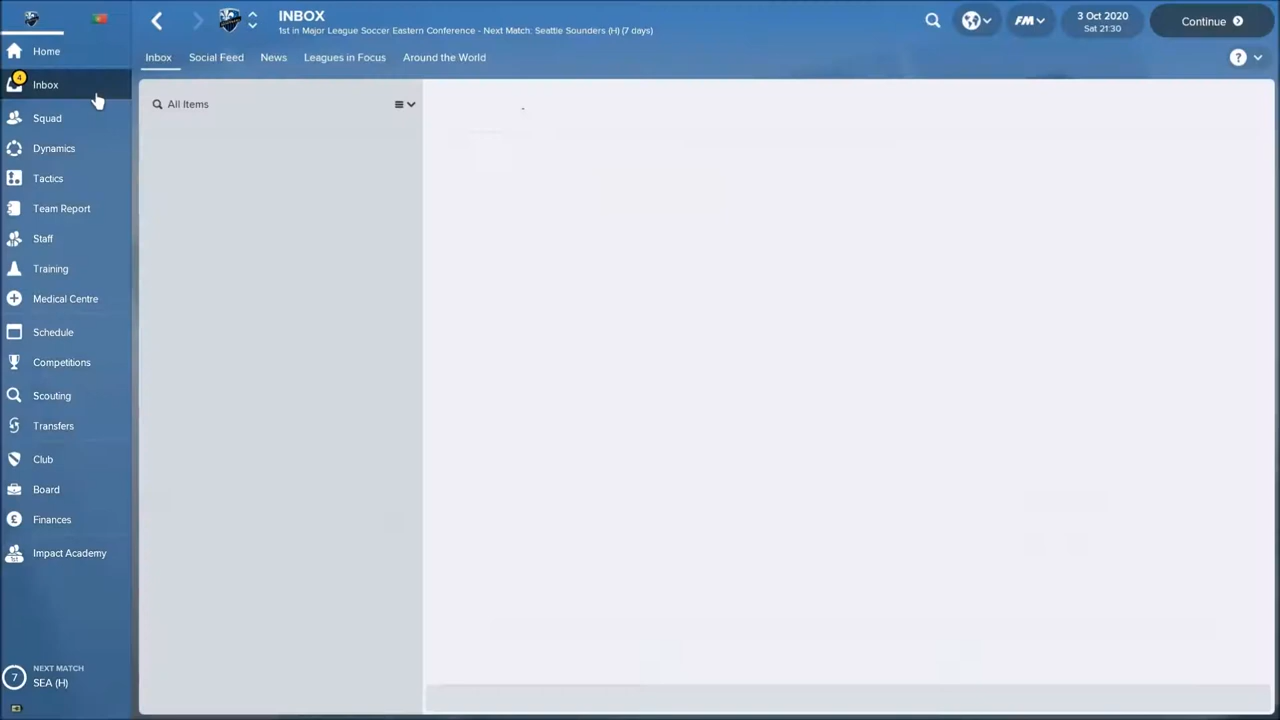 INBOX
1st in Major League Soccer Eastern Conference - Next Match: Seattle Sounders (H) (7 days)
FM
3 Oct 2020
Sat 21:30
Continue
Home
4
Inbox
Squad
Dynamics
Tactics
Team Report
Staff
Training
Medical Centre
Schedule
Competitions
Scouting
Transfers
Club
Board
£
Finances
Impact Academy
7
NEXT MATCH
SEA (H)
Inbox
Social Feed
News
Leagues in Focus
Around the World
?
All Items